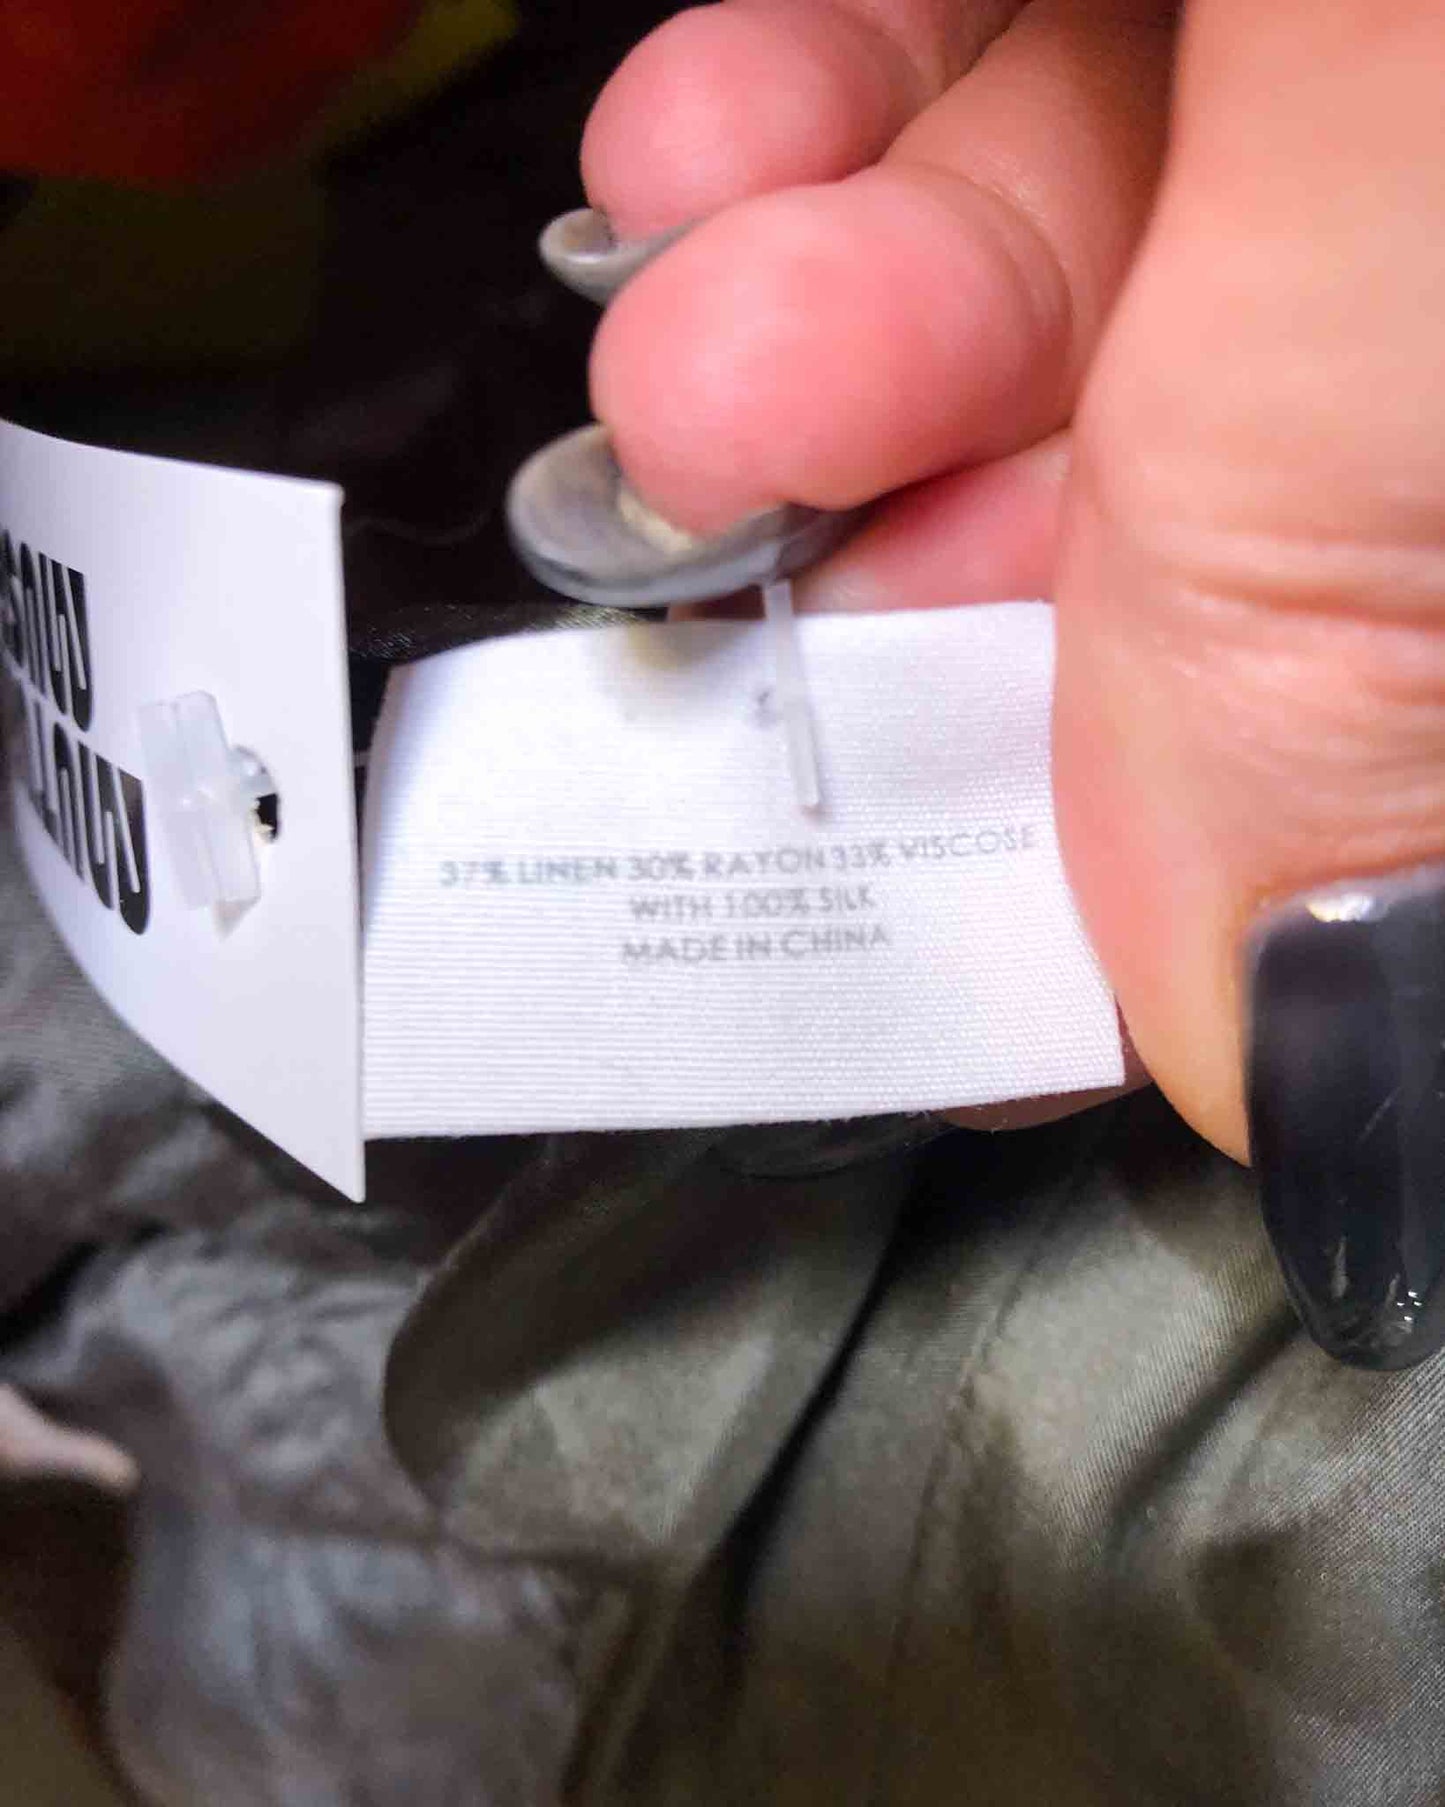 37% LINEN 30% RAYON 33% VISCOSE
WITH 100% SILK
MADE IN CHINA